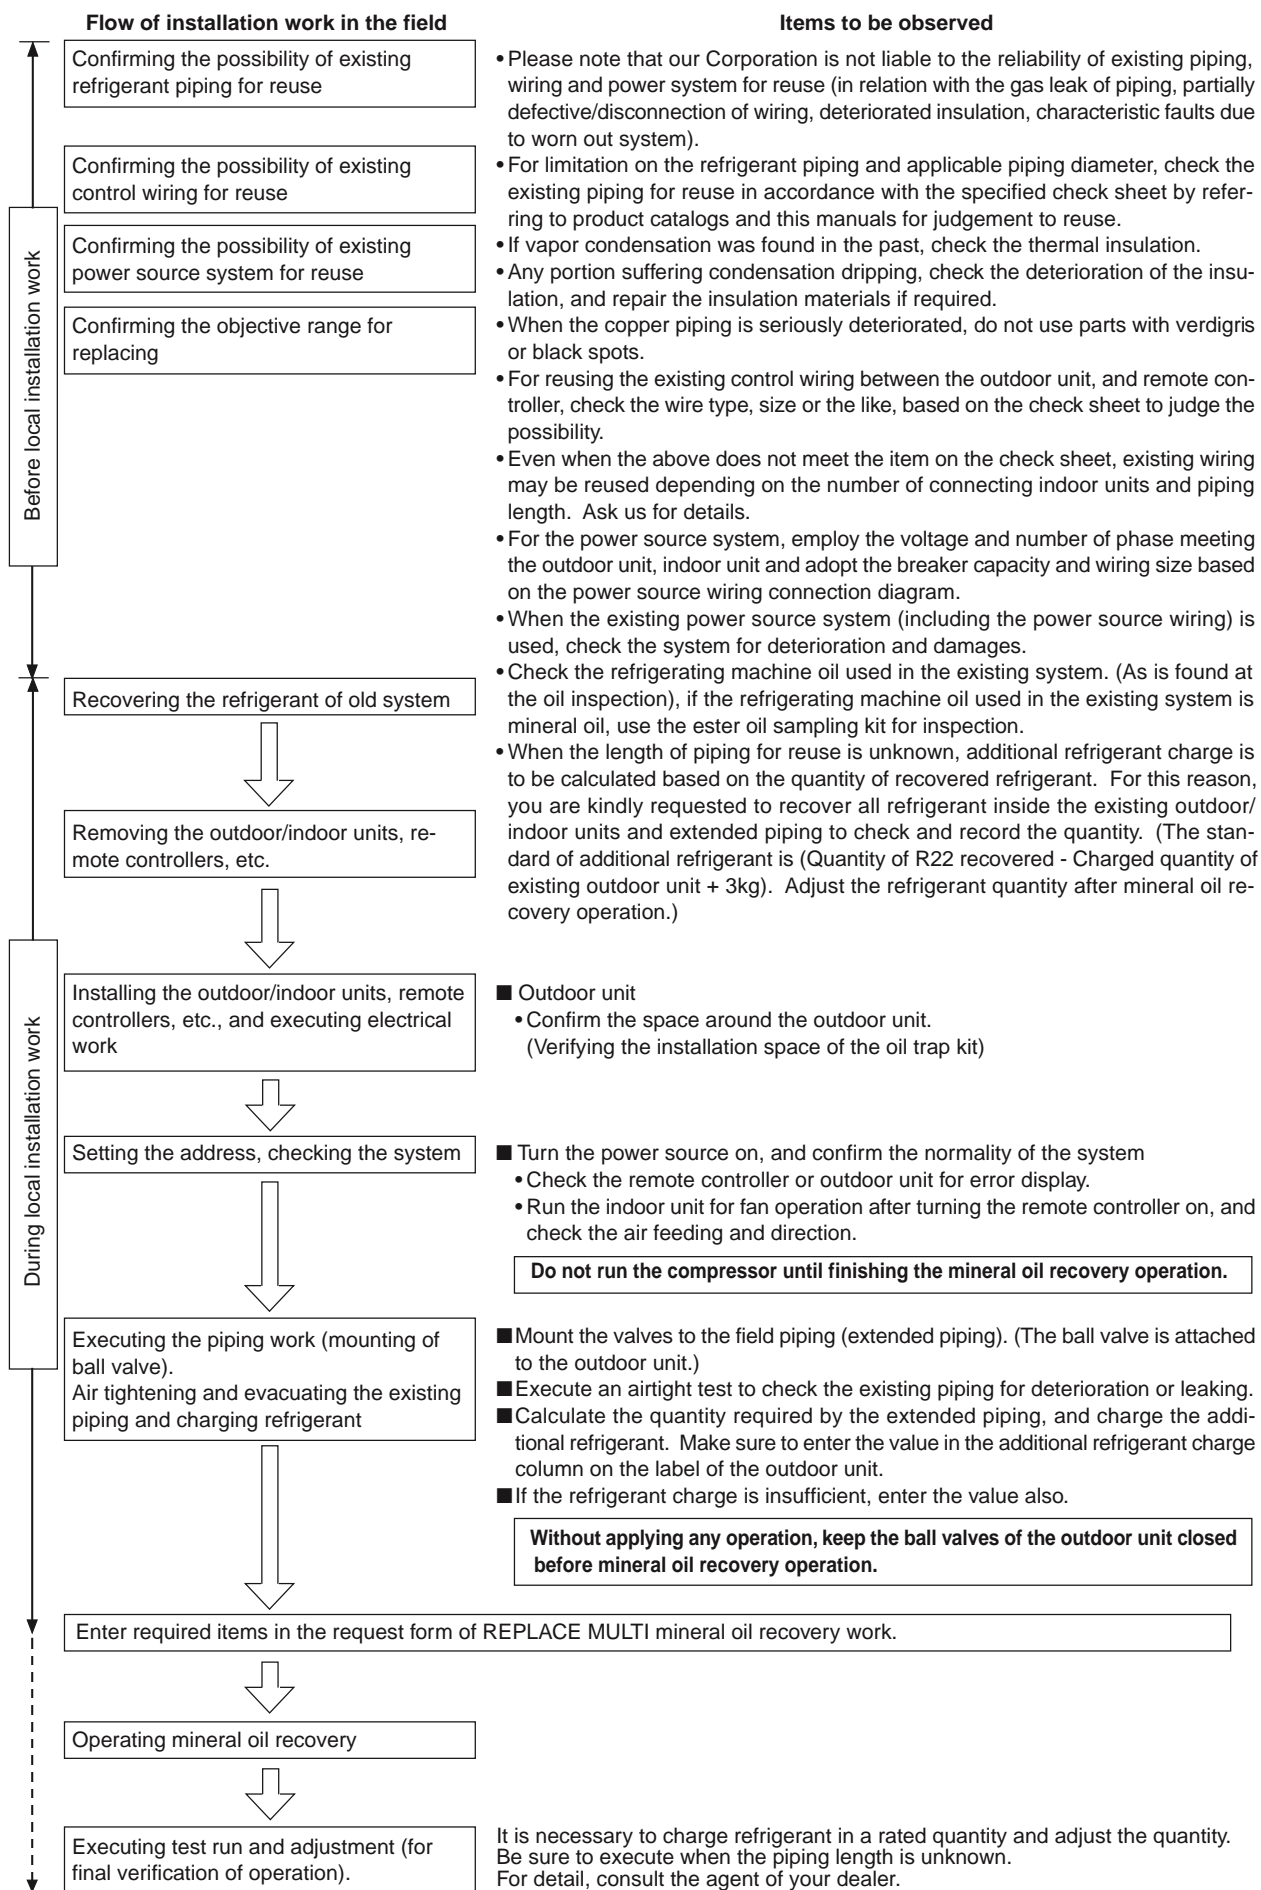 Flow of installation work in the field
Items to be observed
Before local installation work
Confirming the possibility of existing
refrigerant piping for reuse
Confirming the possibility of existing
control wiring for reuse
Confirming the possibility of existing
power source system for reuse
Confirming the objective range for
replacing
• Please note that our Corporation is not liable to the reliability of existing piping,
wiring and power system for reuse (in relation with the gas leak of piping, partially
defective/disconnection of wiring, deteriorated insulation, characteristic faults due
to worn out system).
• For limitation on the refrigerant piping and applicable piping diameter, check the
existing piping for reuse in accordance with the specified check sheet by refer-
ring to product catalogs and this manuals for judgement to reuse.
• If vapor condensation was found in the past, check the thermal insulation.
• Any portion suffering condensation dripping, check the deterioration of the insu-
lation, and repair the insulation materials if required.
• When the copper piping is seriously deteriorated, do not use parts with verdigris
or black spots.
• For reusing the existing control wiring between the outdoor unit, and remote con-
troller, check the wire type, size or the like, based on the check sheet to judge the
possibility.
• Even when the above does not meet the item on the check sheet, existing wiring
may be reused depending on the number of connecting indoor units and piping
length. Ask us for details.
• For the power source system, employ the voltage and number of phase meeting
the outdoor unit, indoor unit and adopt the breaker capacity and wiring size based
on the power source wiring connection diagram.
• When the existing power source system (including the power source wiring) is
used, check the system for deterioration and damages.
• Check the refrigerating machine oil used in the existing system. (As is found at
the oil inspection), if the refrigerating machine oil used in the existing system is
mineral oil, use the ester oil sampling kit for inspection.
• When the length of piping for reuse is unknown, additional refrigerant charge is
to be calculated based on the quantity of recovered refrigerant. For this reason,
you are kindly requested to recover all refrigerant inside the existing outdoor/
indoor units and extended piping to check and record the quantity. (The stan-
dard of additional refrigerant is (Quantity of R22 recovered - Charged quantity of
existing outdoor unit + 3kg). Adjust the refrigerant quantity after mineral oil re-
covery operation.)
During local installation work
Recovering the refrigerant of old system
Removing the outdoor/indoor units, re-
mote controllers, etc.
Installing the outdoor/indoor units, remote
controllers, etc., and executing electrical
work
■ Outdoor unit
• Confirm the space around the outdoor unit.
(Verifying the installation space of the oil trap kit)
Setting the address, checking the system
■ Turn the power source on, and confirm the normality of the system
• Check the remote controller or outdoor unit for error display.
• Run the indoor unit for fan operation after turning the remote controller on, and
check the air feeding and direction.
Do not run the compressor until finishing the mineral oil recovery operation.
Executing the piping work (mounting of
ball valve).
Air tightening and evacuating the existing
piping and charging refrigerant
■ Mount the valves to the field piping (extended piping). (The ball valve is attached
to the outdoor unit.)
■ Execute an airtight test to check the existing piping for deterioration or leaking.
■ Calculate the quantity required by the extended piping, and charge the addi-
tional refrigerant. Make sure to enter the value in the additional refrigerant charge
column on the label of the outdoor unit.
■ If the refrigerant charge is insufficient, enter the value also.
Without applying any operation, keep the ball valves of the outdoor unit closed
before mineral oil recovery operation.
Enter required items in the request form of REPLACE MULTI mineral oil recovery work.
Operating mineral oil recovery
Executing test run and adjustment (for
final verification of operation).
It is necessary to charge refrigerant in a rated quantity and adjust the quantity.
Be sure to execute when the piping length is unknown.
For detail, consult the agent of your dealer.